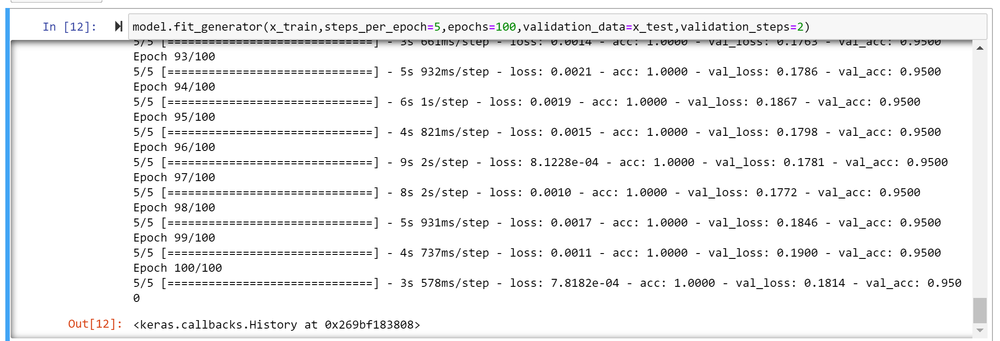 In [12]:
model.fit_generator(x_train,steps_per_epoch=5,epochs=100,validation_data=x_test,validation_steps=2)
5/5 [==============================] - 3s 661ms/step - loss: 0.0014 - acc: 1.0000 - val_loss: 0.1763 - val_acc: 0.9500
Epoch 93/100
5/5 [==============================] - 5s 932ms/step - loss: 0.0021 - acc: 1.0000 - val_loss: 0.1786 - val_acc: 0.9500
Epoch 94/100
5/5 [==============================] - 6s 1s/step - loss: 0.0019 - acc: 1.0000 - val_loss: 0.1867 - val_acc: 0.9500
Epoch 95/100
5/5 [==============================] - 4s 821ms/step - loss: 0.0015 - acc: 1.0000 - val_loss: 0.1798 - val_acc: 0.9500
Epoch 96/100
5/5 [==============================] - 9s 2s/step - loss: 8.1228e-04 - acc: 1.0000 - val_loss: 0.1781 - val_acc: 0.9500
Epoch 97/100
5/5 [==============================] - 8s 2s/step - loss: 0.0010 - acc: 1.0000 - val_loss: 0.1772 - val_acc: 0.9500
Epoch 98/100
5/5 [==============================] - 5s 931ms/step - loss: 0.0017 - acc: 1.0000 - val_loss: 0.1846 - val_acc: 0.9500
Epoch 99/100
5/5 [==============================] - 4s 737ms/step - loss: 0.0011 - acc: 1.0000 - val_loss: 0.1900 - val_acc: 0.9500
Epoch 100/100
5/5 [==============================] - 3s 578ms/step - loss: 7.8182e-04 - acc: 1.0000 - val_loss: 0.1814 - val_acc: 0.950
0
Out[12]:
<keras.callbacks.History at 0x269bf183808>